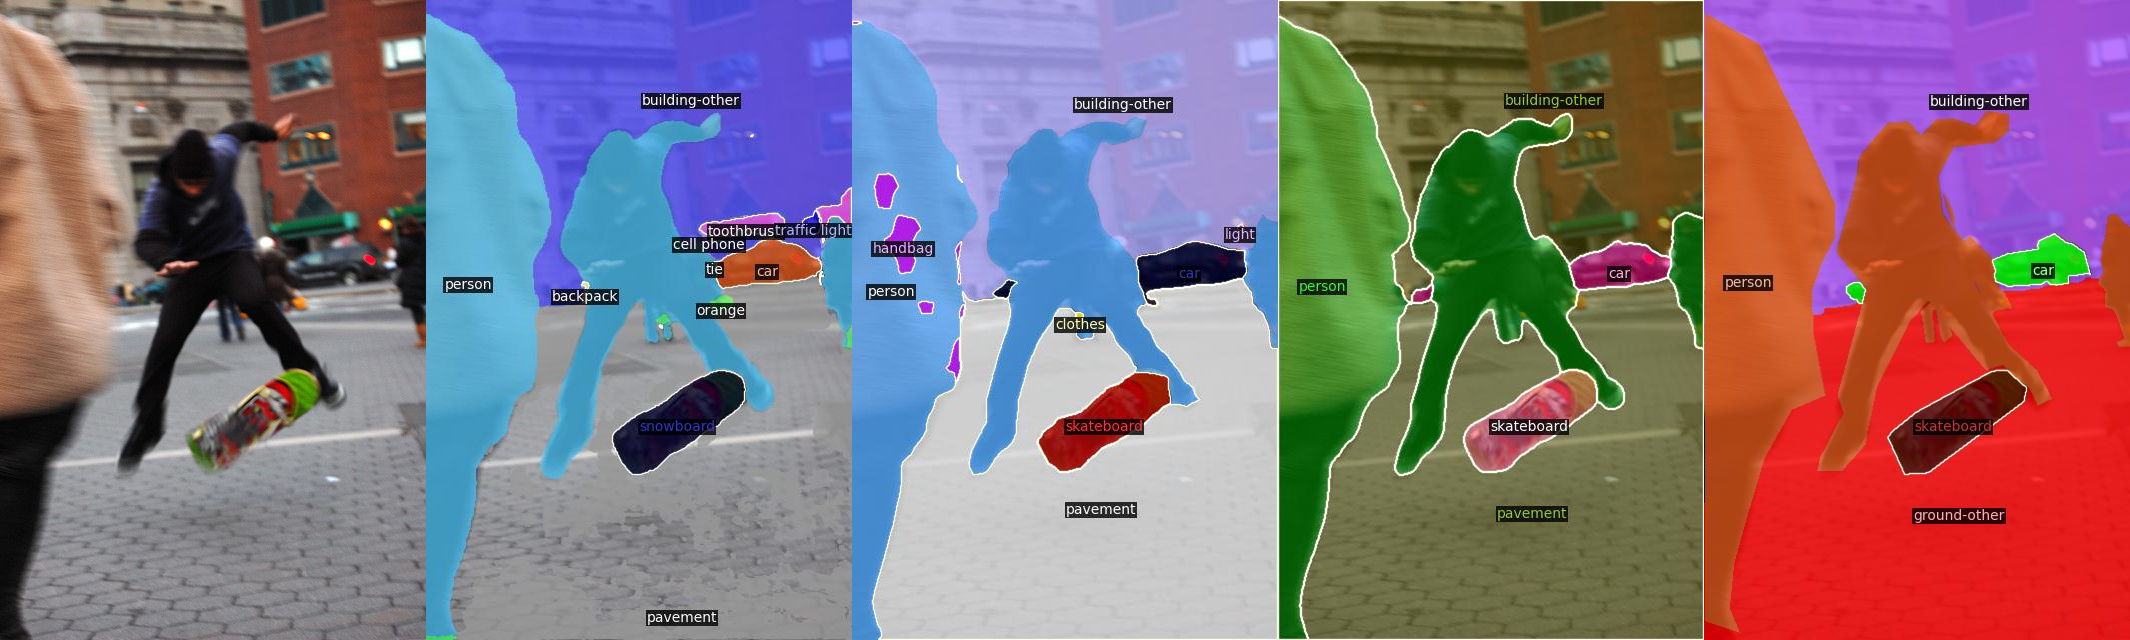 building-other
toothbrus
traffic light
cell phone
tie
car
person
backpack
orange
snowboard
pavement
building-other
light
handbag
car
person
clothes
skateboard
pavement
building-other
car
person
skateboard
pavement
building-other
car
person
skateboard
ground-other